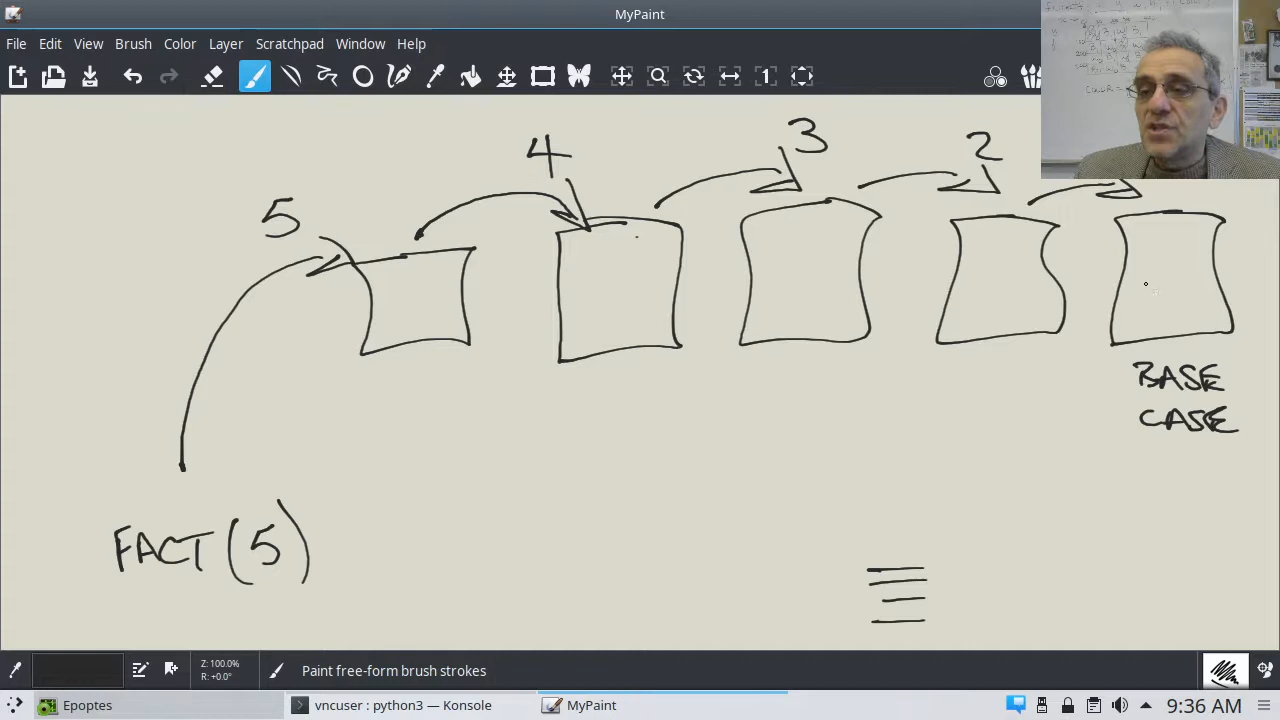 MyPaint
File Edit View Brush Color Layer Scratchpad Window Help
5 4 3 2
BASE
CASE
FACT(5)
Z: 100.0%
R: +0.0°
Paint free-form brush strokes
Epoptes
vncuser : python3 — Konsole
MyPaint
9:36 AM